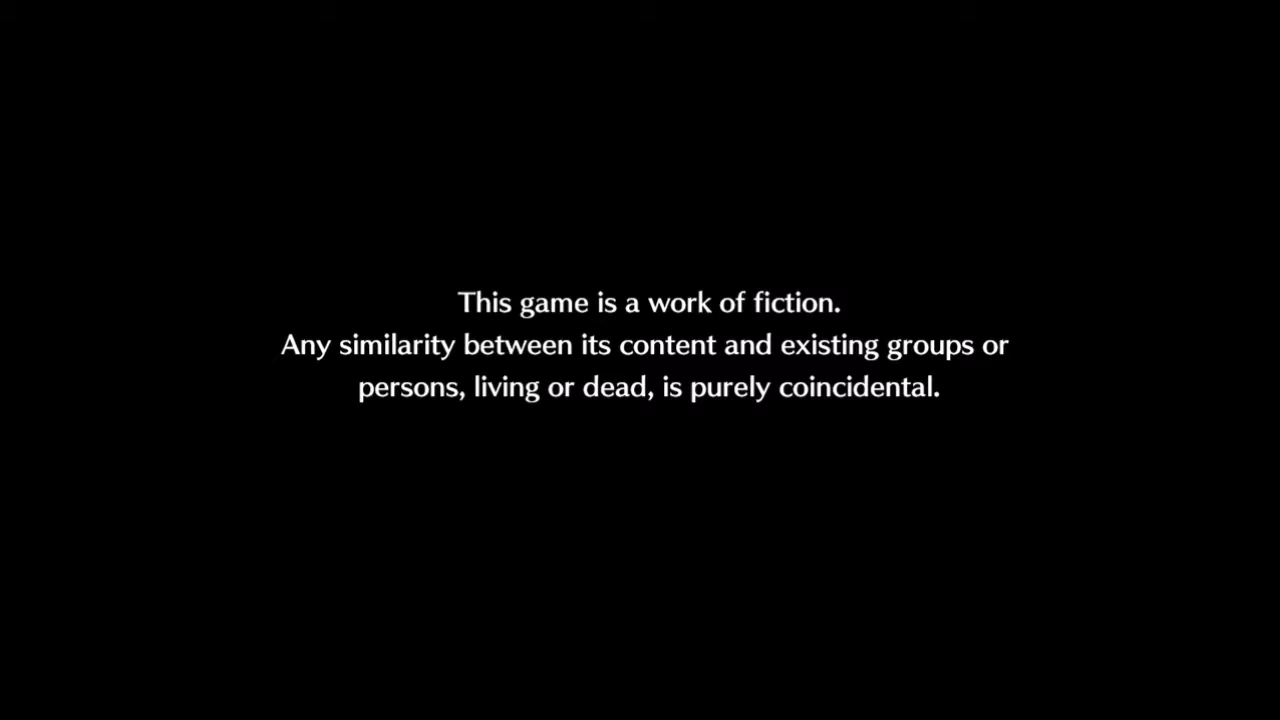 This game is a work of fiction.
Any similarity between its content and existing groups or
persons, living or dead, is purely coincidental.